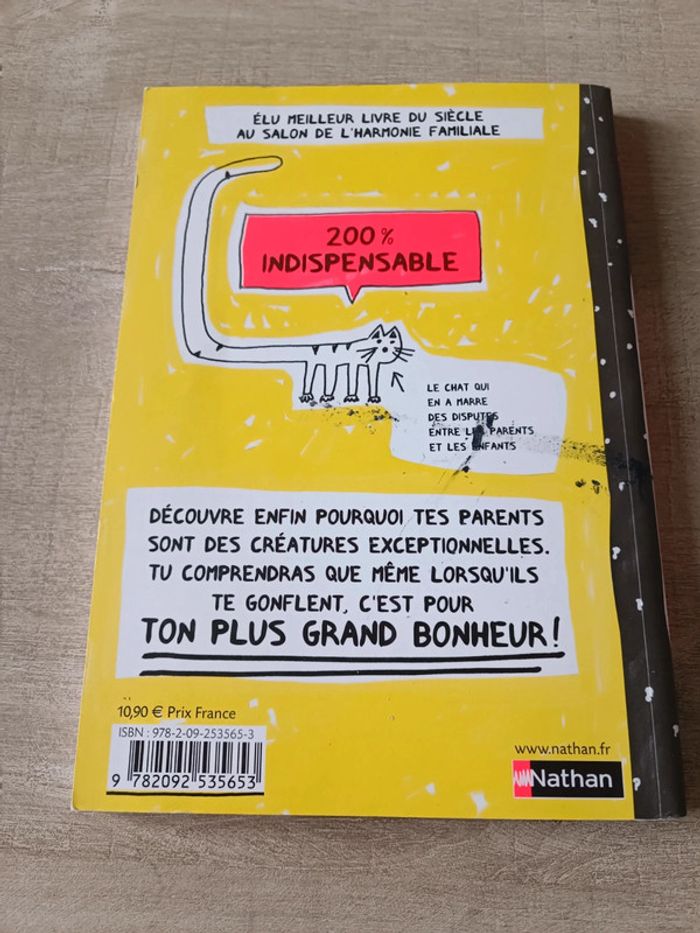 ÉLU MEILLEUR LIVRE DU SIÈCLE
AU SALON DE L'HARMONIE FAMILIALE
200 %
INDISPENSABLE
LE CHAT QUI
EN A MARRE
DES DISPUTES
ENTRE LES PARENTS
ET LES ENFANTS
DÉCOUVRE ENFIN POURQUOI TES PARENTS
SONT DES CRÉATURES EXCEPTIONNELLES.
TU COMPRENDRAS QUE MÊME LORSQU'ILS
TE GONFLENT, C'EST POUR
TON PLUS GRAND BONHEUR!
10,90 € Prix France
ISBN : 978-2-09-253565-3
9 782092 535653
www.nathan.fr
Nathan